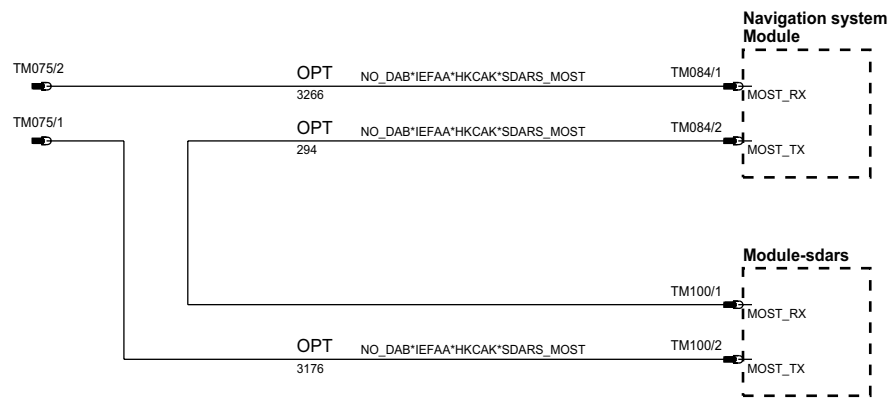 Navigation system
Module
TM075/2
OPT
NO_DAB*IEFAA*HKCAK*SDARS_MOST
TM084/1
3266
MOST_RX
TM075/1
OPT
NO_DAB*IEFAA*HKCAK*SDARS_MOST
TM084/2
294
MOST_TX
Module-sdars
TM100/1
MOST_RX
OPT
NO_DAB*IEFAA*HKCAK*SDARS_MOST
TM100/2
3176
MOST_TX